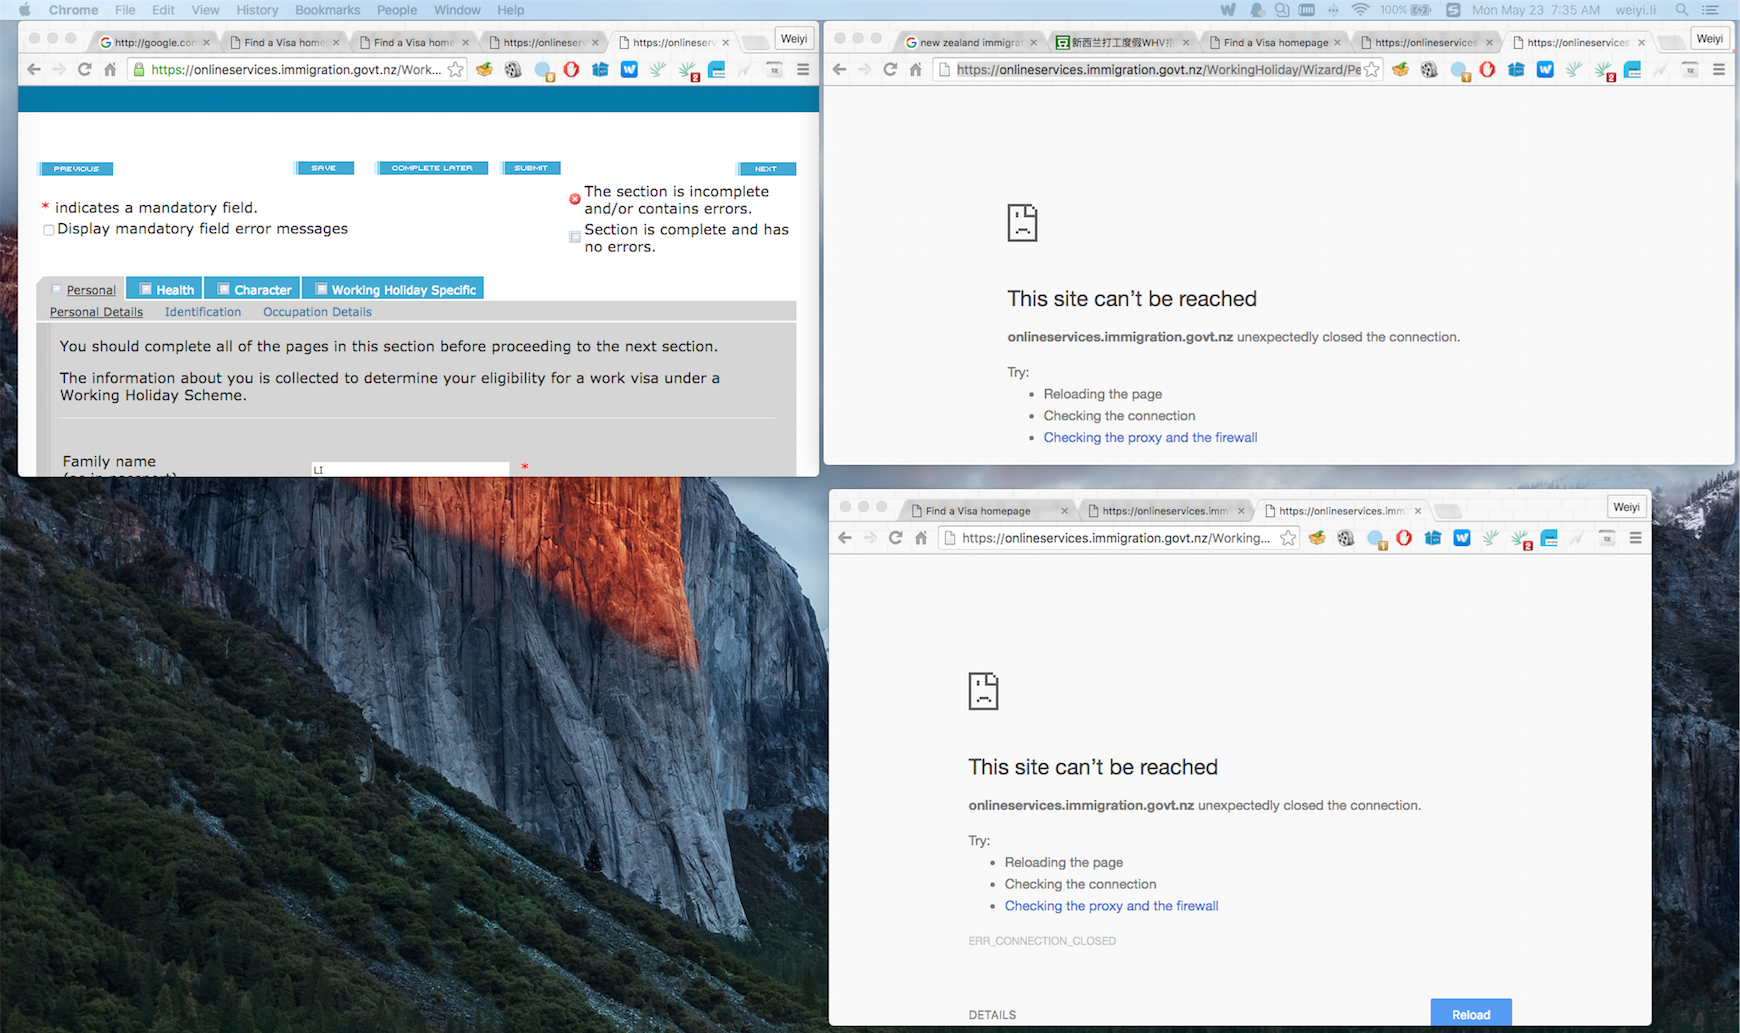 Chrome File Edit View History Bookmarks People Window Help 100% Mon May 23 7:35 AM weiyi.li
http://google.con Find a Visa home Find a Visa home https://onlineserv https://onlineserv Weiyi
https://onlineservices.immigration.govt.nz/Work...
PREVIOUS SAVE COMPLETE LATER SUBMIT NEXT
* indicates a mandatory field.
Display mandatory field error messages
The section is incomplete
and/or contains errors.
Section is complete and has
no errors.
Personal Health Character Working Holiday Specific
Personal Details Identification Occupation Details
You should complete all of the pages in this section before proceeding to the next section.
The information about you is collected to determine your eligibility for a work visa under a
Working Holiday Scheme.
Family name
(as in passport)
LI *
new zealand immigrat 新西兰打工度假WHV指 Find a Visa homepage https://onlineservices https://onlineservices Weiyi
https://onlineservices.immigration.govt.nz/WorkingHoliday/Wizard/Pe
This site can't be reached
onlineservices.immigration.govt.nz unexpectedly closed the connection.
Try:
• Reloading the page
• Checking the connection
• Checking the proxy and the firewall
Find a Visa homepage https://onlineservices.imm https://onlineservices.imm Weiyi
https://onlineservices.immigration.govt.nz/Working...
This site can't be reached
onlineservices.immigration.govt.nz unexpectedly closed the connection.
Try:
• Reloading the page
• Checking the connection
• Checking the proxy and the firewall
ERR_CONNECTION_CLOSED
DETAILS
Reload